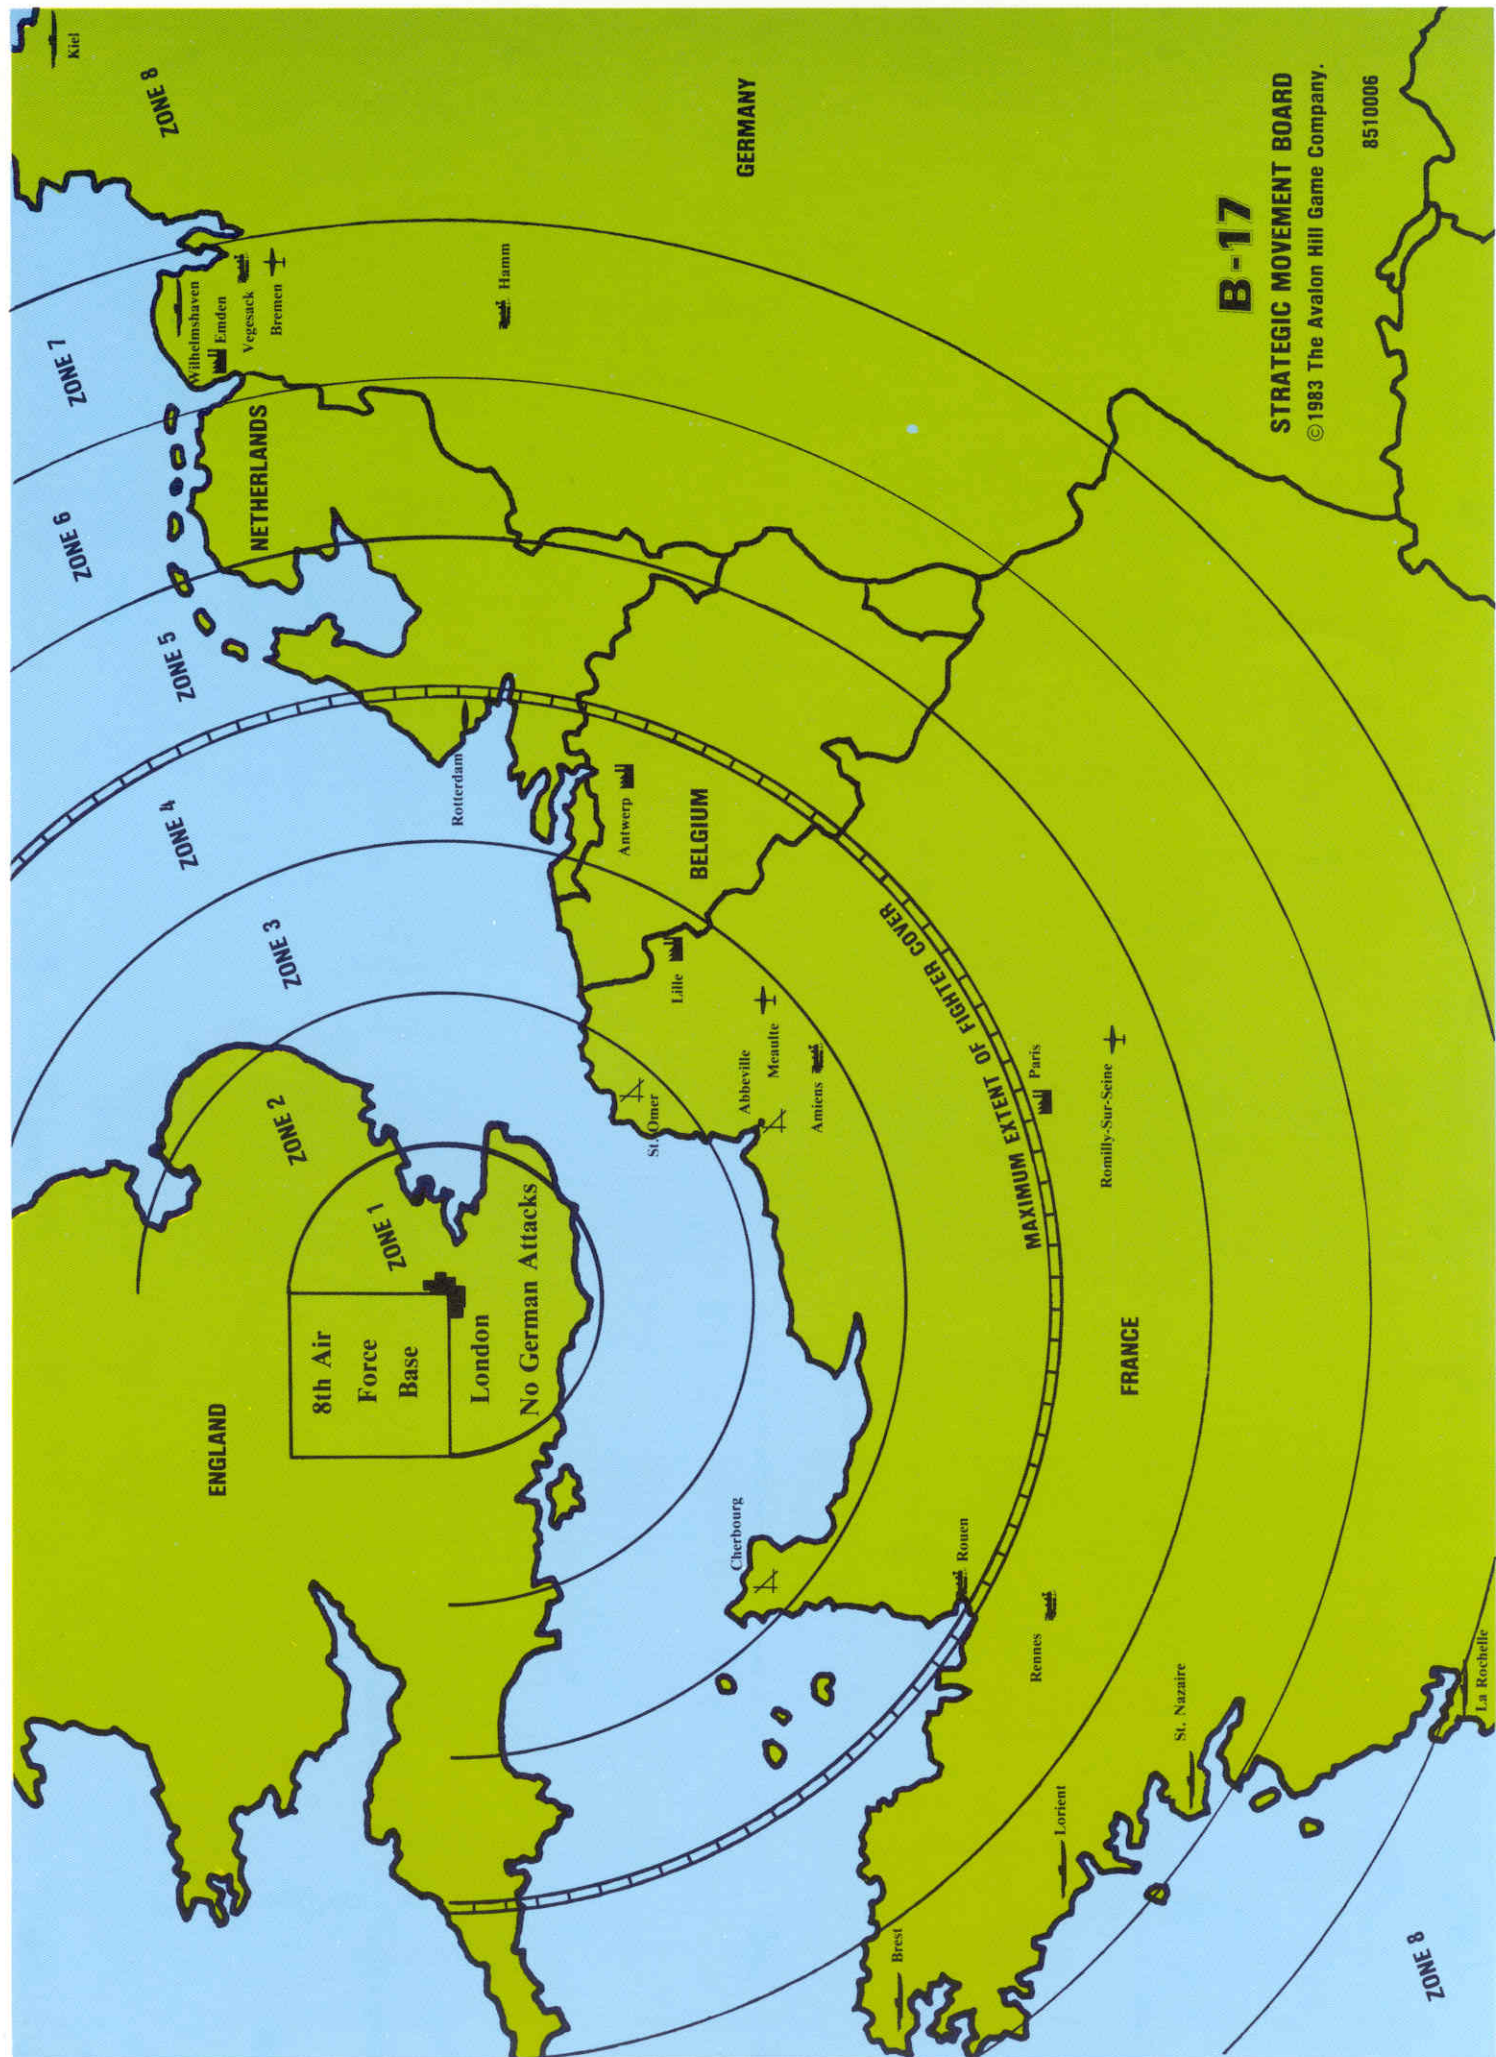 ENGLAND
8th Air
Force
Base
London
No German Attacks
ZONE 1
ZONE 2
ZONE 3
ZONE 4
ZONE 5
ZONE 6
ZONE 7
ZONE 8
Kiel
Wilhelmshaven
Emden
Vegesack
Bremen
Hamm
NETHERLANDS
GERMANY
Rotterdam
Antwerp
BELGIUM
Lille
St. Omer
Abbeville
Meaulte
Amiens
MAXIMUM EXTENT OF FIGHTER COVER
Paris
Romilly-Sur-Seine
FRANCE
Cherbourg
Rouen
Rennes
St. Nazaire
Lorient
Brest
La Rochelle
ZONE 8
B-17
STRATEGIC MOVEMENT BOARD
©1983 The Avalon Hill Game Company.
8510006